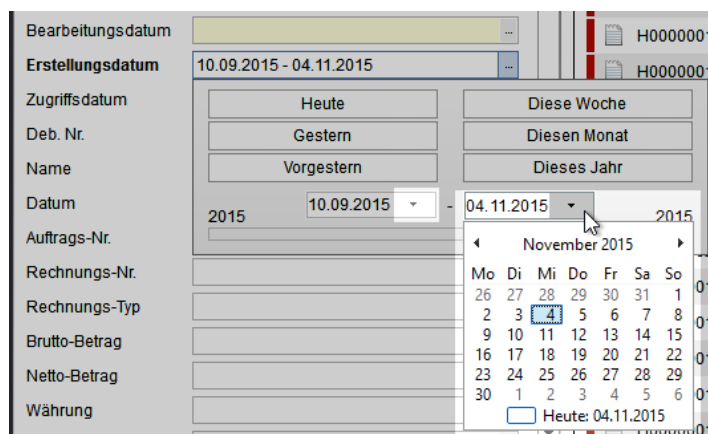 Bearbeitungsdatum ...
H0000001
Erstellungsdatum 10.09.2015 - 04.11.2015 ...
H0000001
Zugriffsdatum Heute Diese Woche
Deb. Nr. Gestern Diesen Monat
Name Vorgestern Dieses Jahr
Datum 10.09.2015 - 04.11.2015
2015 2015
Auftrags-Nr.
November 2015
Rechnungs-Nr.
Mo Di Mi Do Fr Sa So
26 27 28 29 30 31 1
Rechnungs-Typ
2 3 4 5 6 7 8
Brutto-Betrag
9 10 11 12 13 14 15
16 17 18 19 20 21 22
Netto-Betrag
23 24 25 26 27 28 29
30 1 2 3 4 5 6
Währung
Heute: 04.11.2015